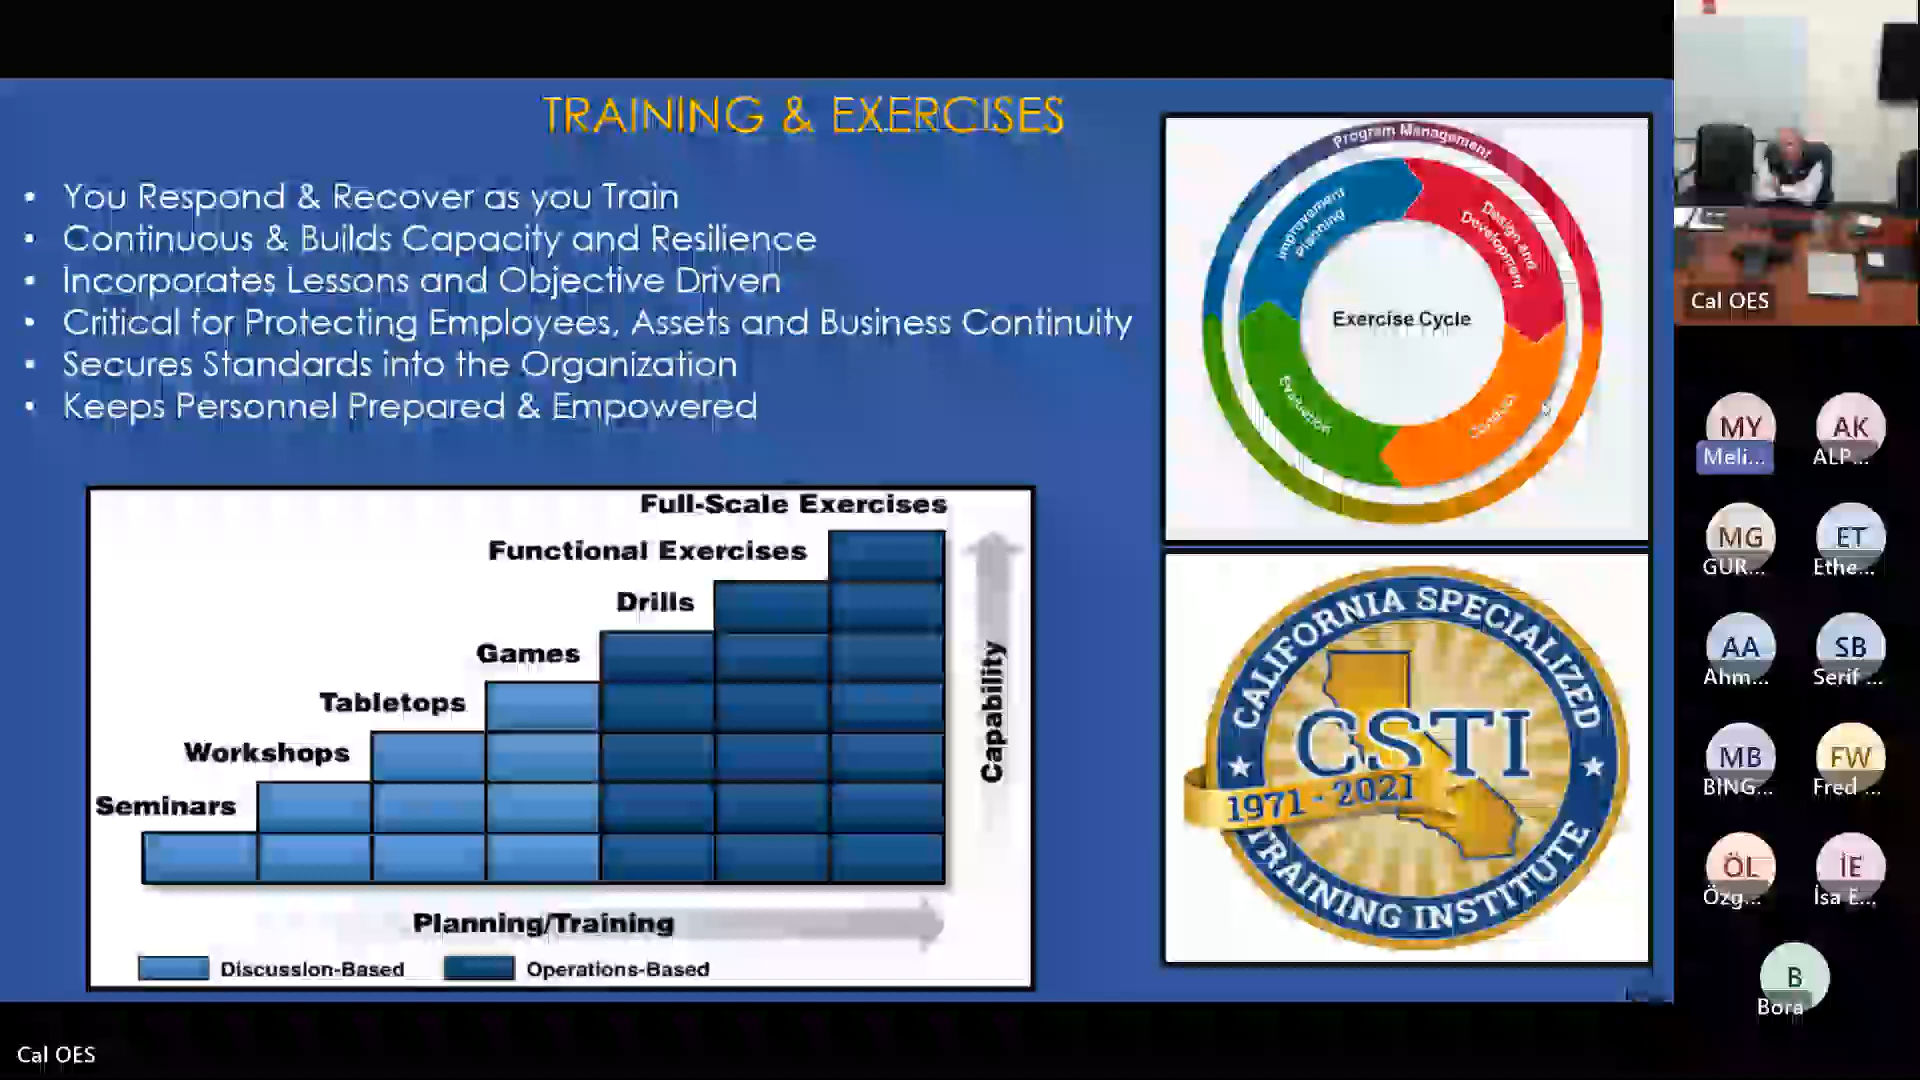 TRAINING & EXERCISES
• You Respond & Recover as you Train
• Continuous & Builds Capacity and Resilience
• Incorporates Lessons and Objective Driven
• Critical for Protecting Employees, Assets and Business Continuity
• Secures Standards into the Organization
• Keeps Personnel Prepared & Empowered
Full-Scale Exercises
Functional Exercises
Drills
Games
Tabletops
Workshops
Seminars
Capability
Planning/Training
Discussion-Based
Operations-Based
Program Management
Improvement
Planning
Design and
Development
Exercise Cycle
Evaluation
Conduct
CALIFORNIA SPECIALIZED
CSTI
1971 - 2021
TRAINING INSTITUTE
Cal OES
Cal OES
MY
Meli...
AK
ALP...
MG
GUR...
ET
Ethe...
AA
Ahm...
SB
Serif ...
MB
BING...
FW
Fred ...
ÖL
Özg...
İE
İsa E...
B
Bora